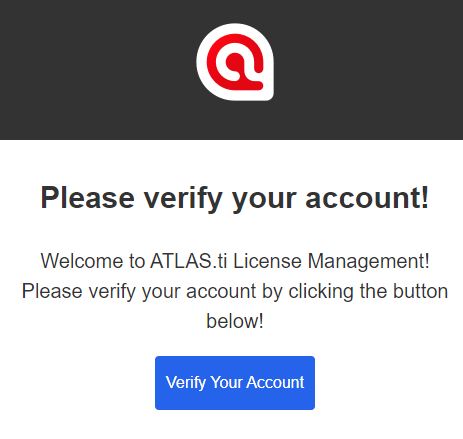 Please verify your account!
Welcome to ATLAS.ti License Management!
Please verify your account by clicking the button
below!
Verify Your Account